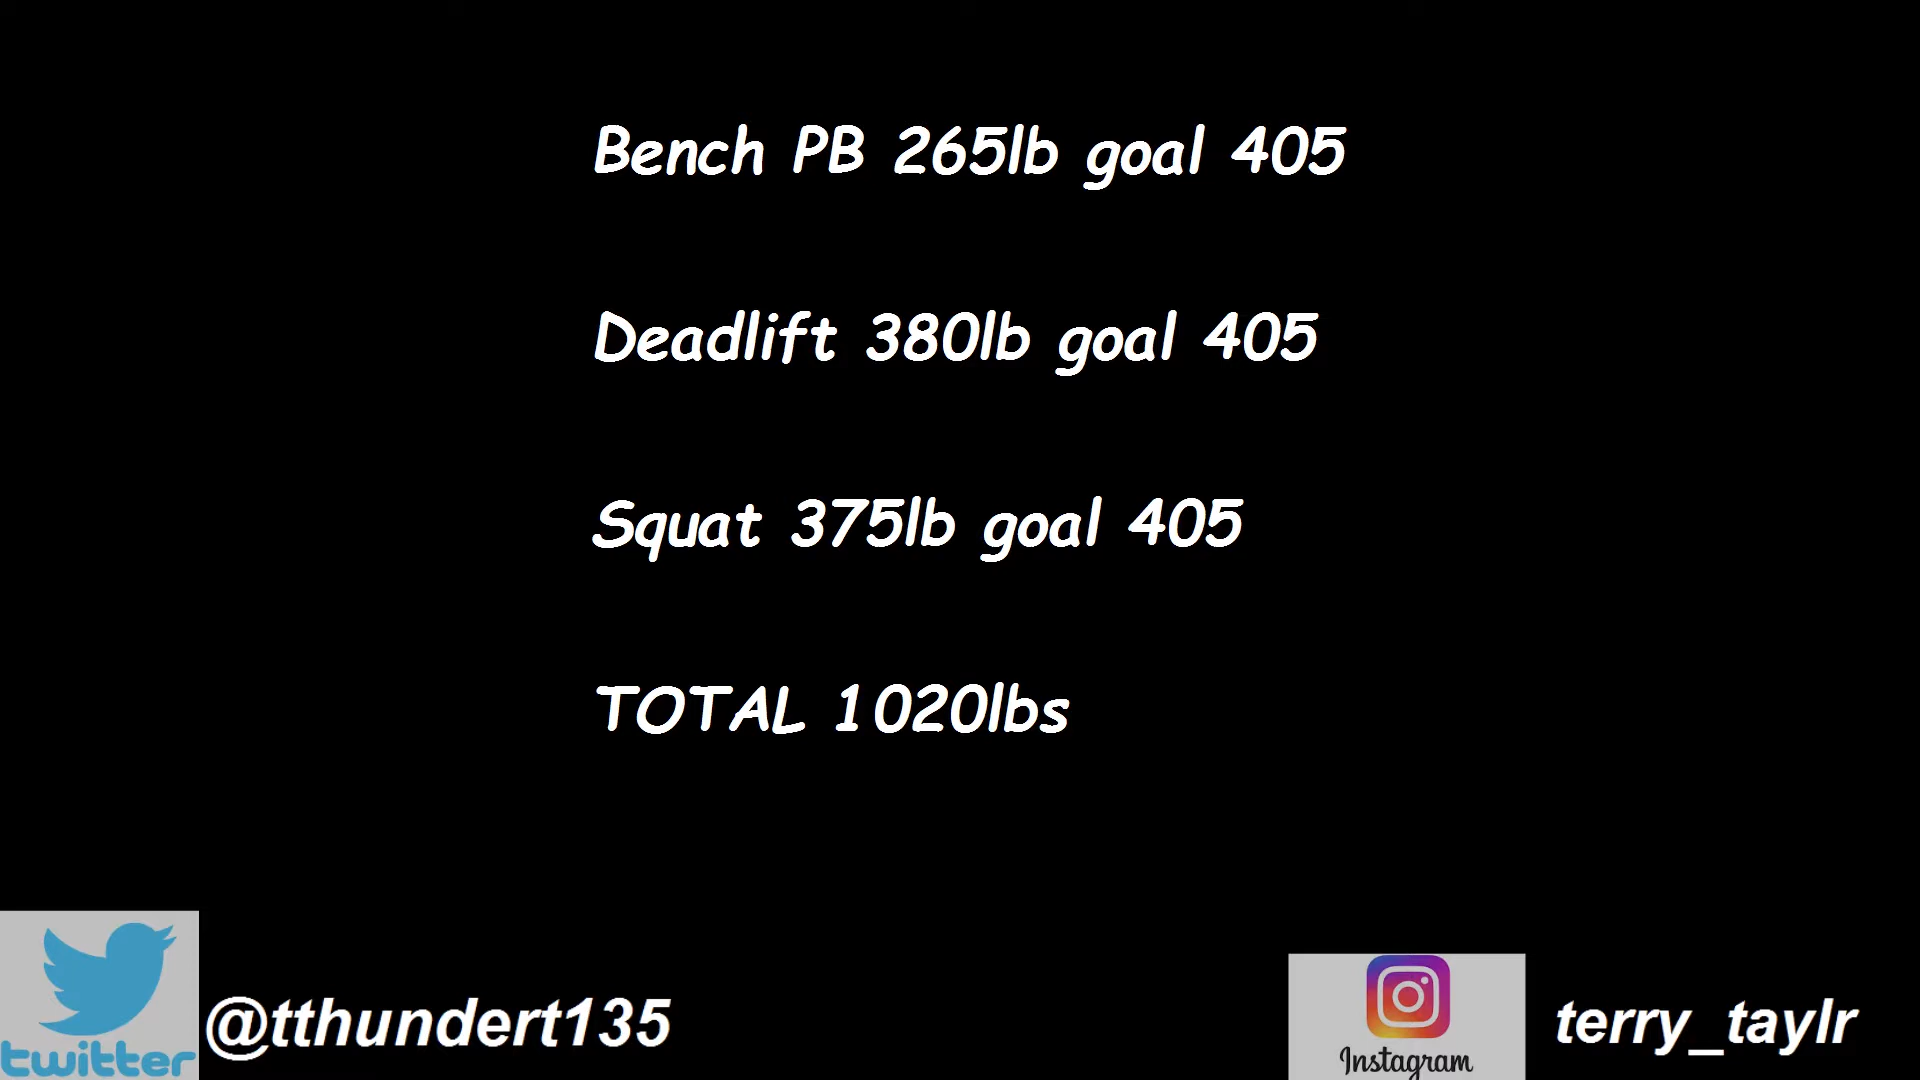 Bench PB 265lb goal 405
Deadlift 380lb goal 405
Squat 375lb goal 405
TOTAL 1020lbs
twitter
@tthundert135
Instagram
terry_taylr